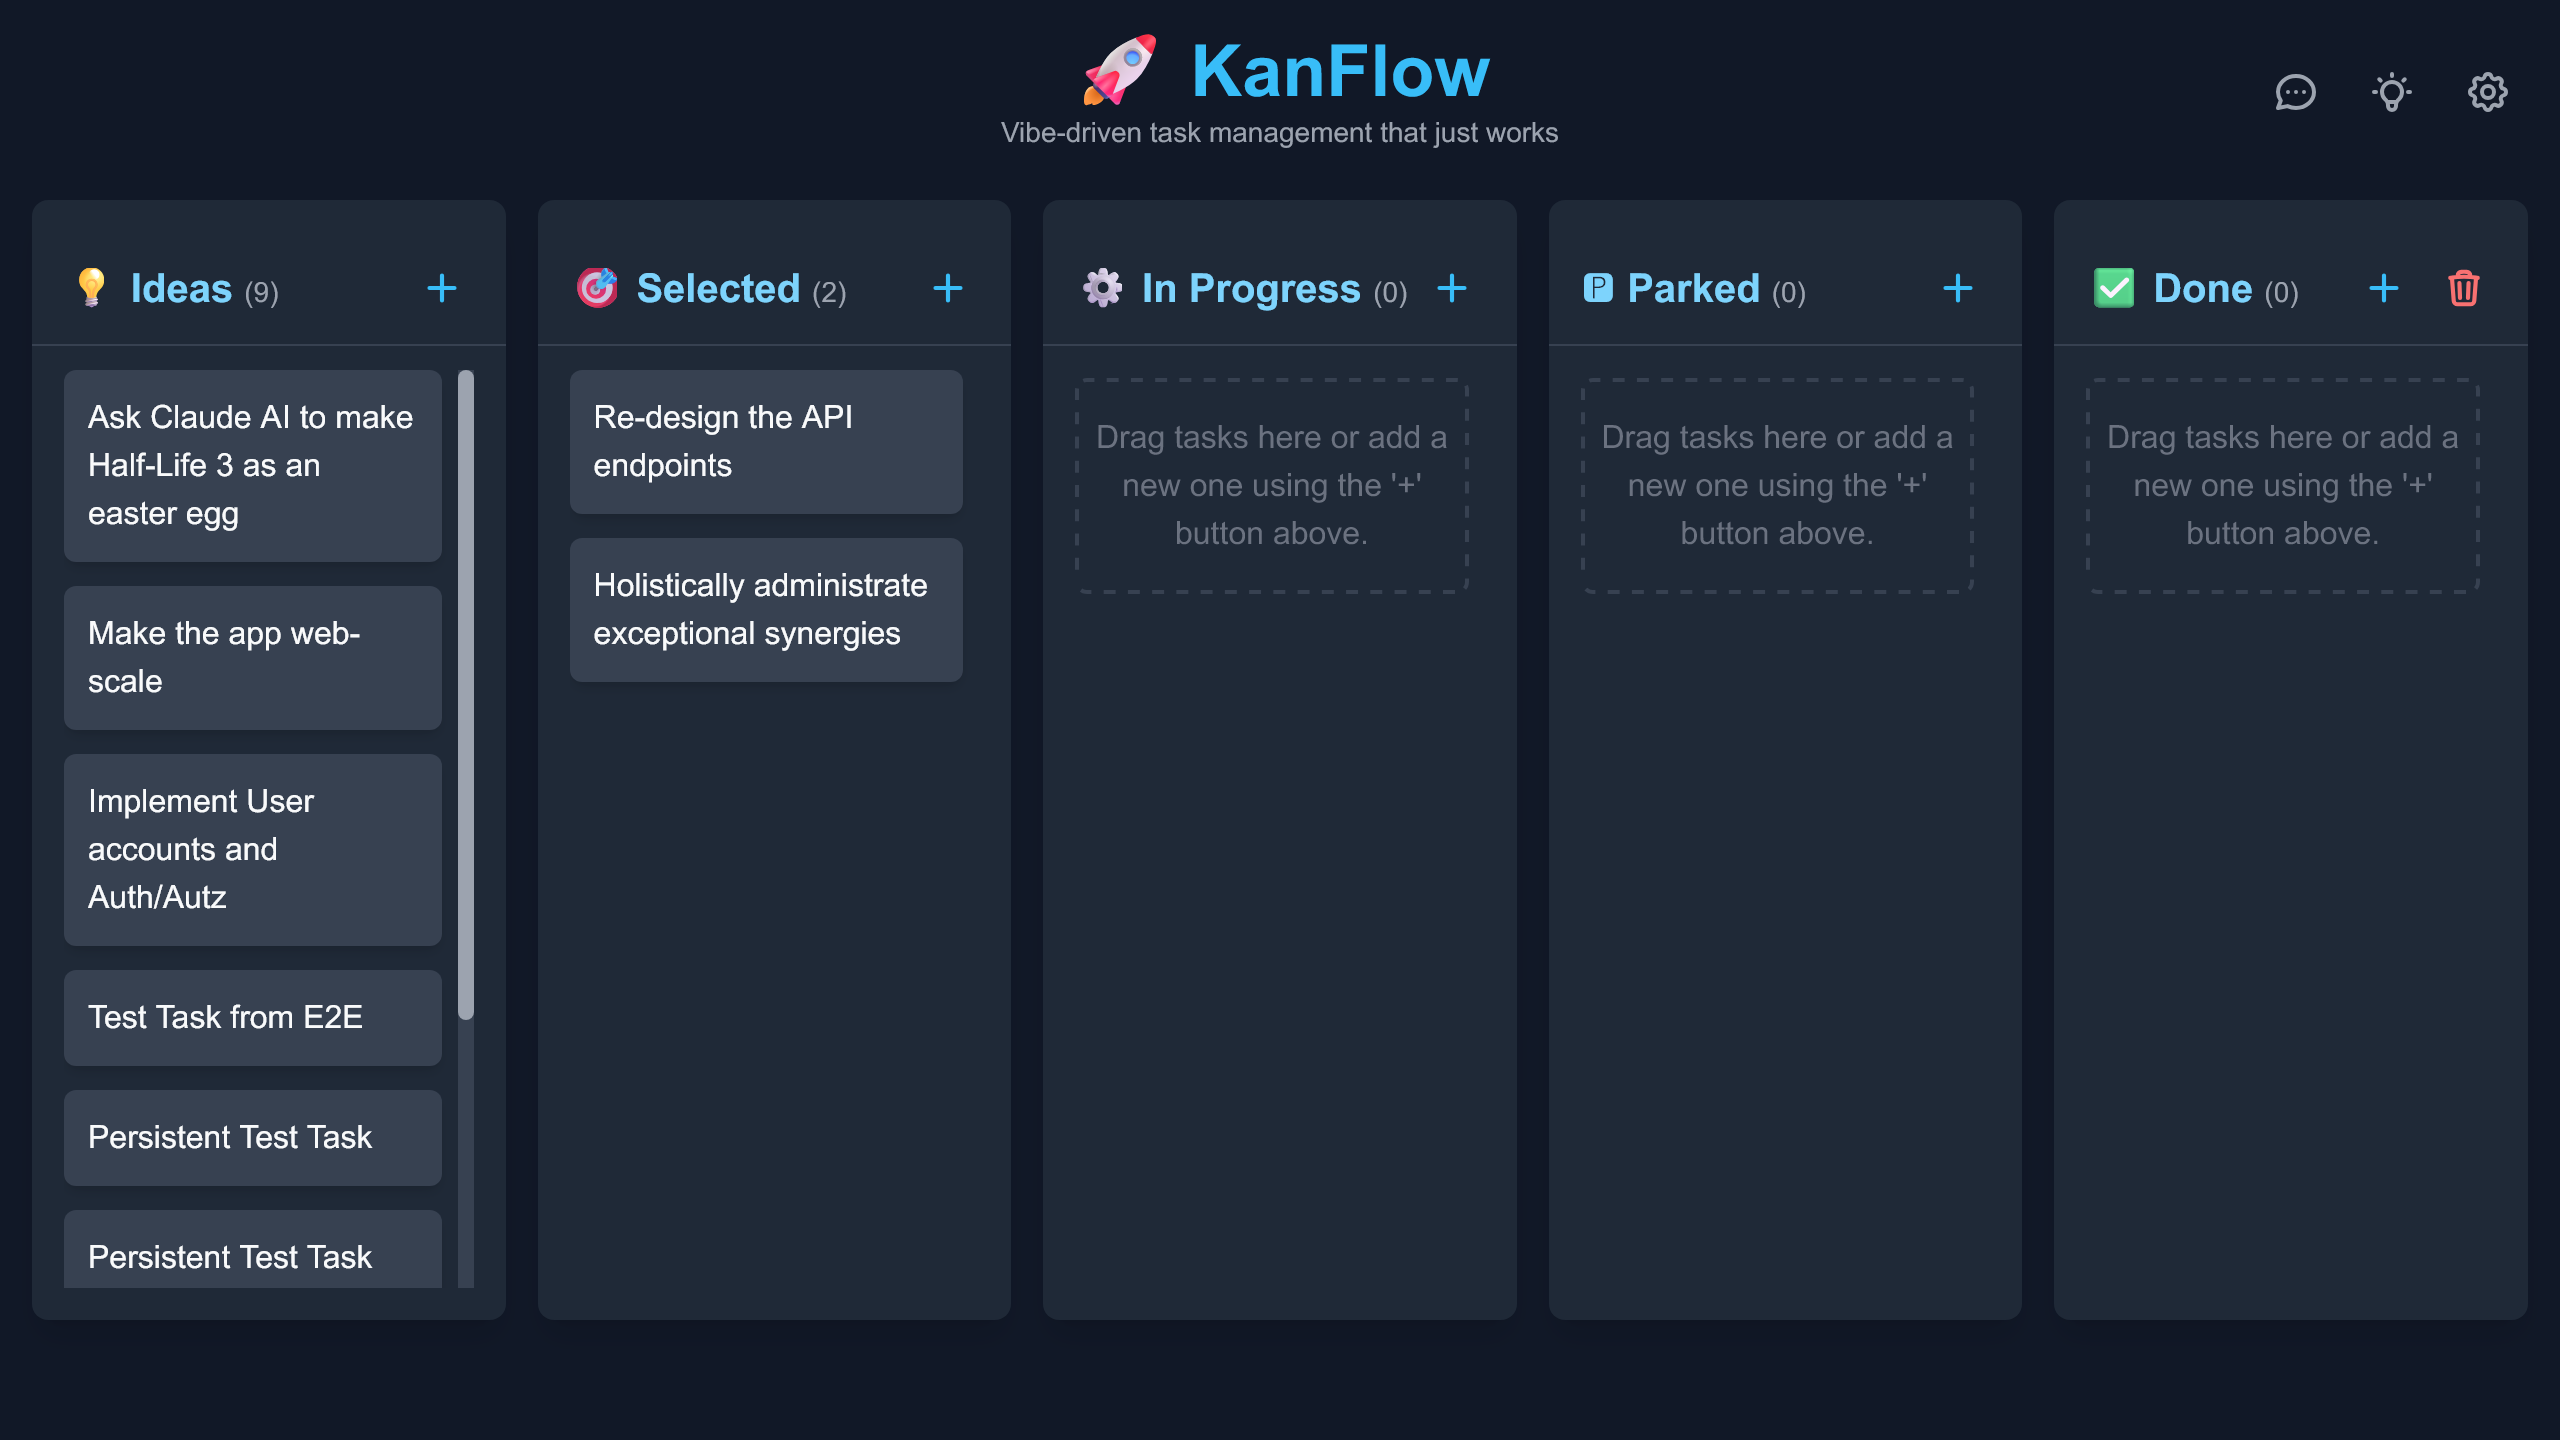 KanFlow
Vibe-driven task management that just works
Ideas (9)
Ask Claude AI to make
Half-Life 3 as an
easter egg
Make the app web-
scale
Implement User
accounts and
Auth/Autz
Test Task from E2E
Persistent Test Task
Persistent Test Task
Selected (2)
Re-design the API
endpoints
Holistically administrate
exceptional synergies
In Progress (0)
Drag tasks here or add a
new one using the '+'
button above.
P Parked (0)
Drag tasks here or add a
new one using the '+'
button above.
Done (0)
Drag tasks here or add a
new one using the '+'
button above.